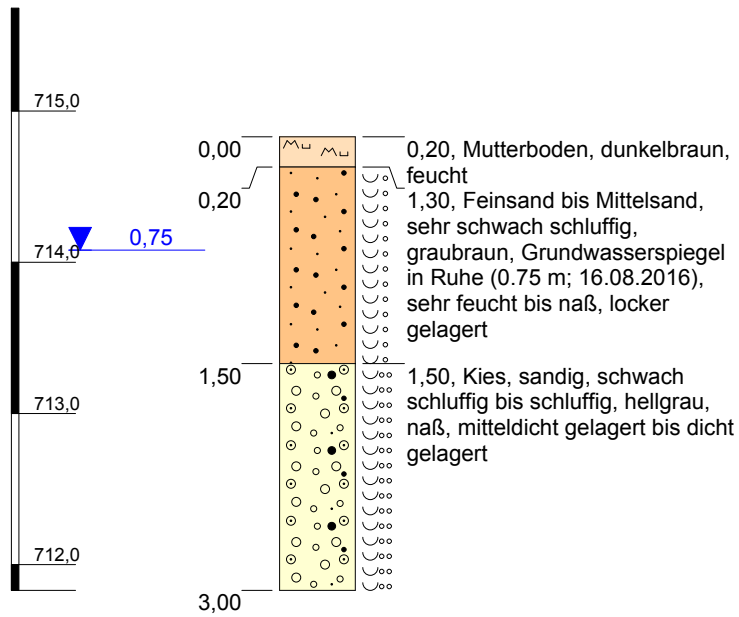 715,0
0,00
0,20, Mutterboden, dunkelbraun,
feucht
0,20
1,30, Feinsand bis Mittelsand,
sehr schwach schluffig,
graubraun, Grundwasserspiegel
in Ruhe (0.75 m; 16.08.2016),
sehr feucht bis naß, locker
gelagert
0,75
714,0
1,50
1,50, Kies, sandig, schwach
schluffig bis schluffig, hellgrau,
naß, mitteldicht gelagert bis dicht
gelagert
713,0
712,0
3,00